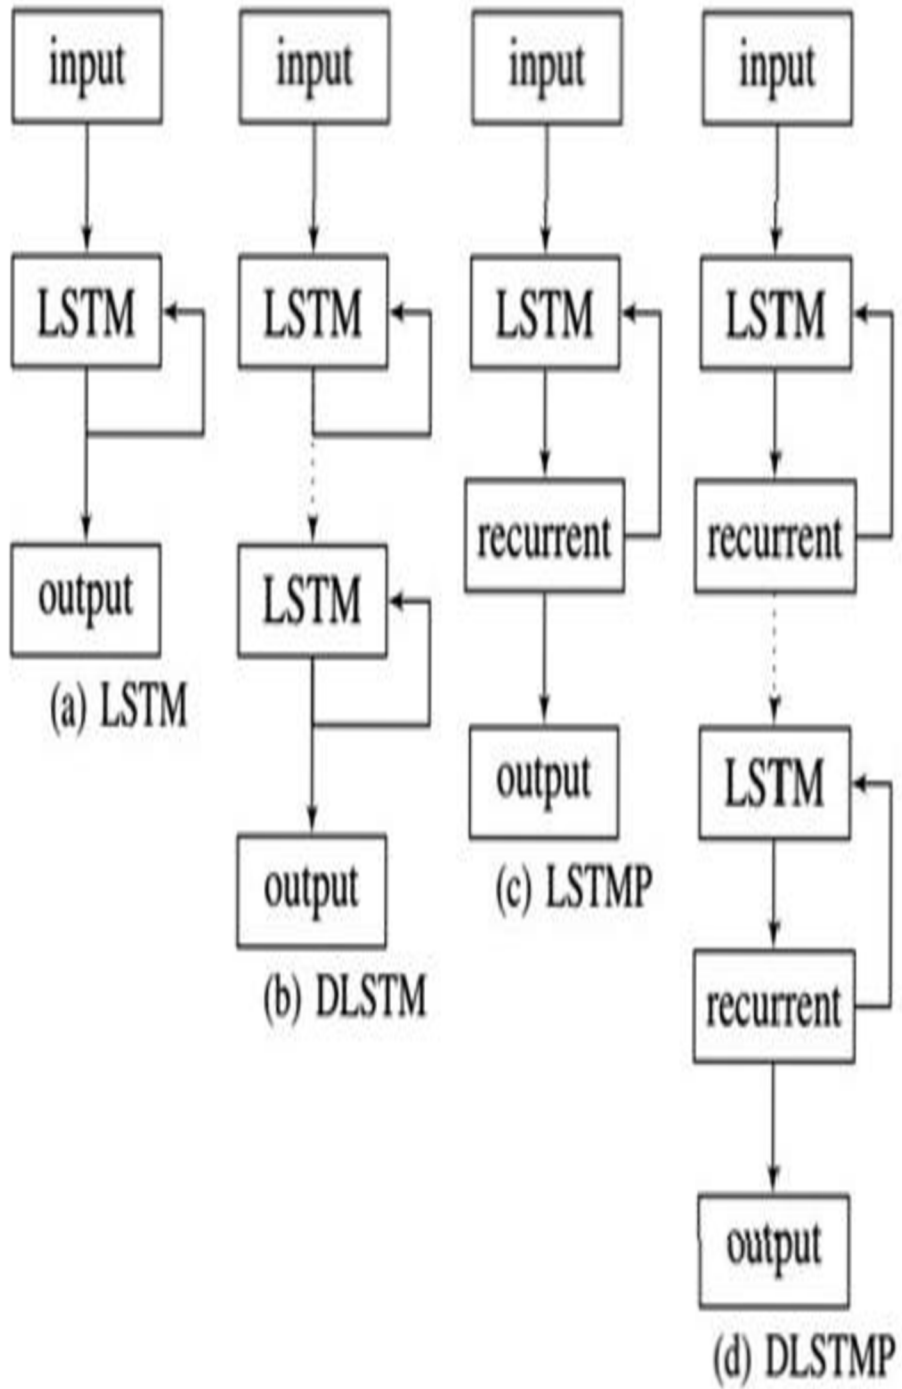 input
LSTM
output
(a) LSTM
input
LSTM
LSTM
output
(b) DLSTM
input
LSTM
recurrent
output
(c) LSTMP
input
LSTM
recurrent
LSTM
recurrent
output
(d) DLSTMP